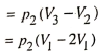 = p₂(V₃ – V₂)
= p₂(V₁ – 2V₁)